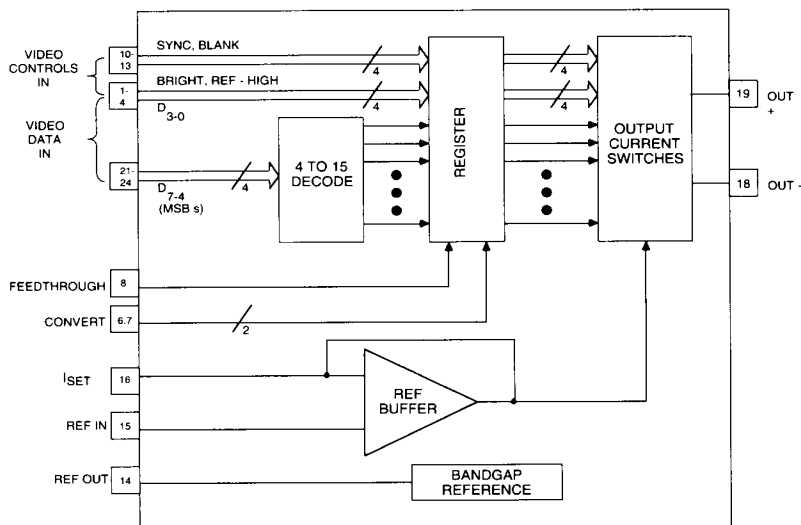 VIDEO
CONTROLS
IN
10-
13
SYNC, BLANK
4
1-
4
BRIGHT, REF - HIGH
4
D3-0
VIDEO
DATA
IN
21-
24
4
D7-4
(MSB s)
4 TO 15
DECODE
REGISTER
4
4
OUTPUT
CURRENT
SWITCHES
19
OUT
+
18
OUT -
FEEDTHROUGH
8
CONVERT
6.7
2
ISET
16
REF IN
15
REF
BUFFER
REF OUT
14
BANDGAP
REFERENCE